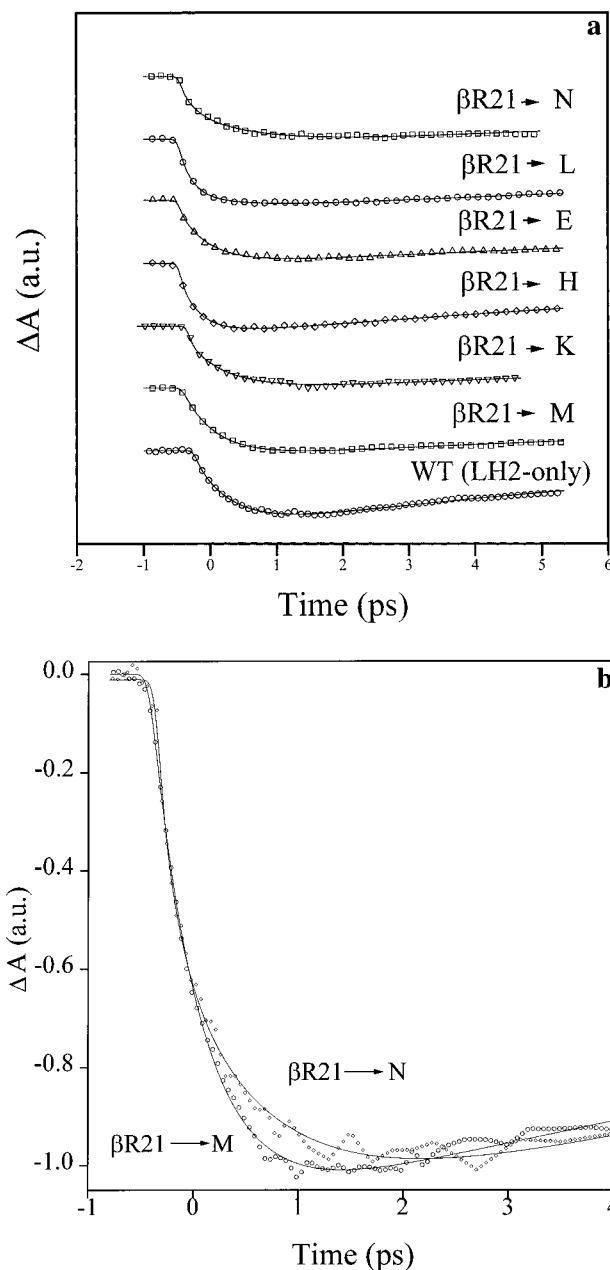 a
βR21→ N
βR21→ L
βR21→ E
βR21→ H
βR21→ K
βR21→ M
WT (LH2-only)
ΔA (a.u.)
-2 -1 0 1 2 3 4 5 6
Time (ps)
b
0.0
-0.2
-0.4
-0.6
-0.8
-1.0
ΔA (a.u.)
βR21→N
βR21→M
-1 0 1 2 3 4
Time (ps)